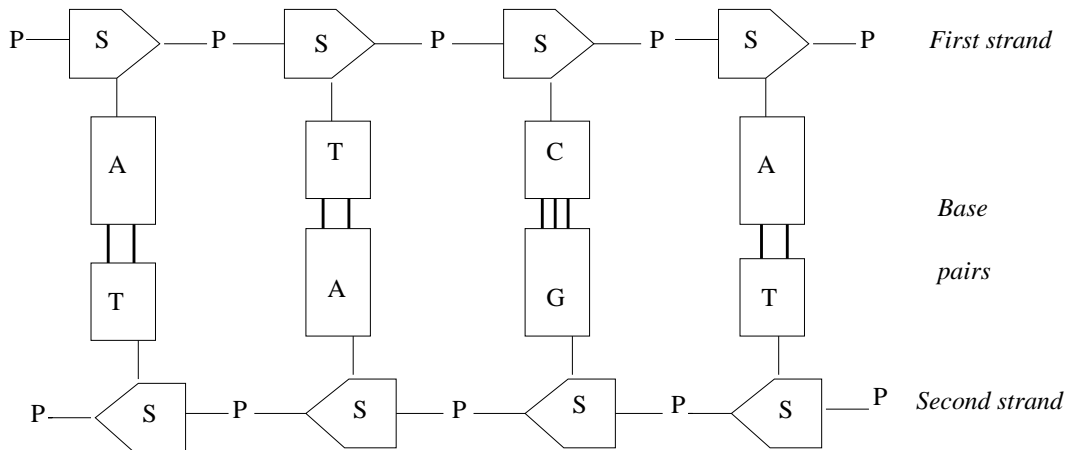 P S P S P S P S P First strand
A T C A
Base
pairs
T A G T
P S P S P S P S P Second strand